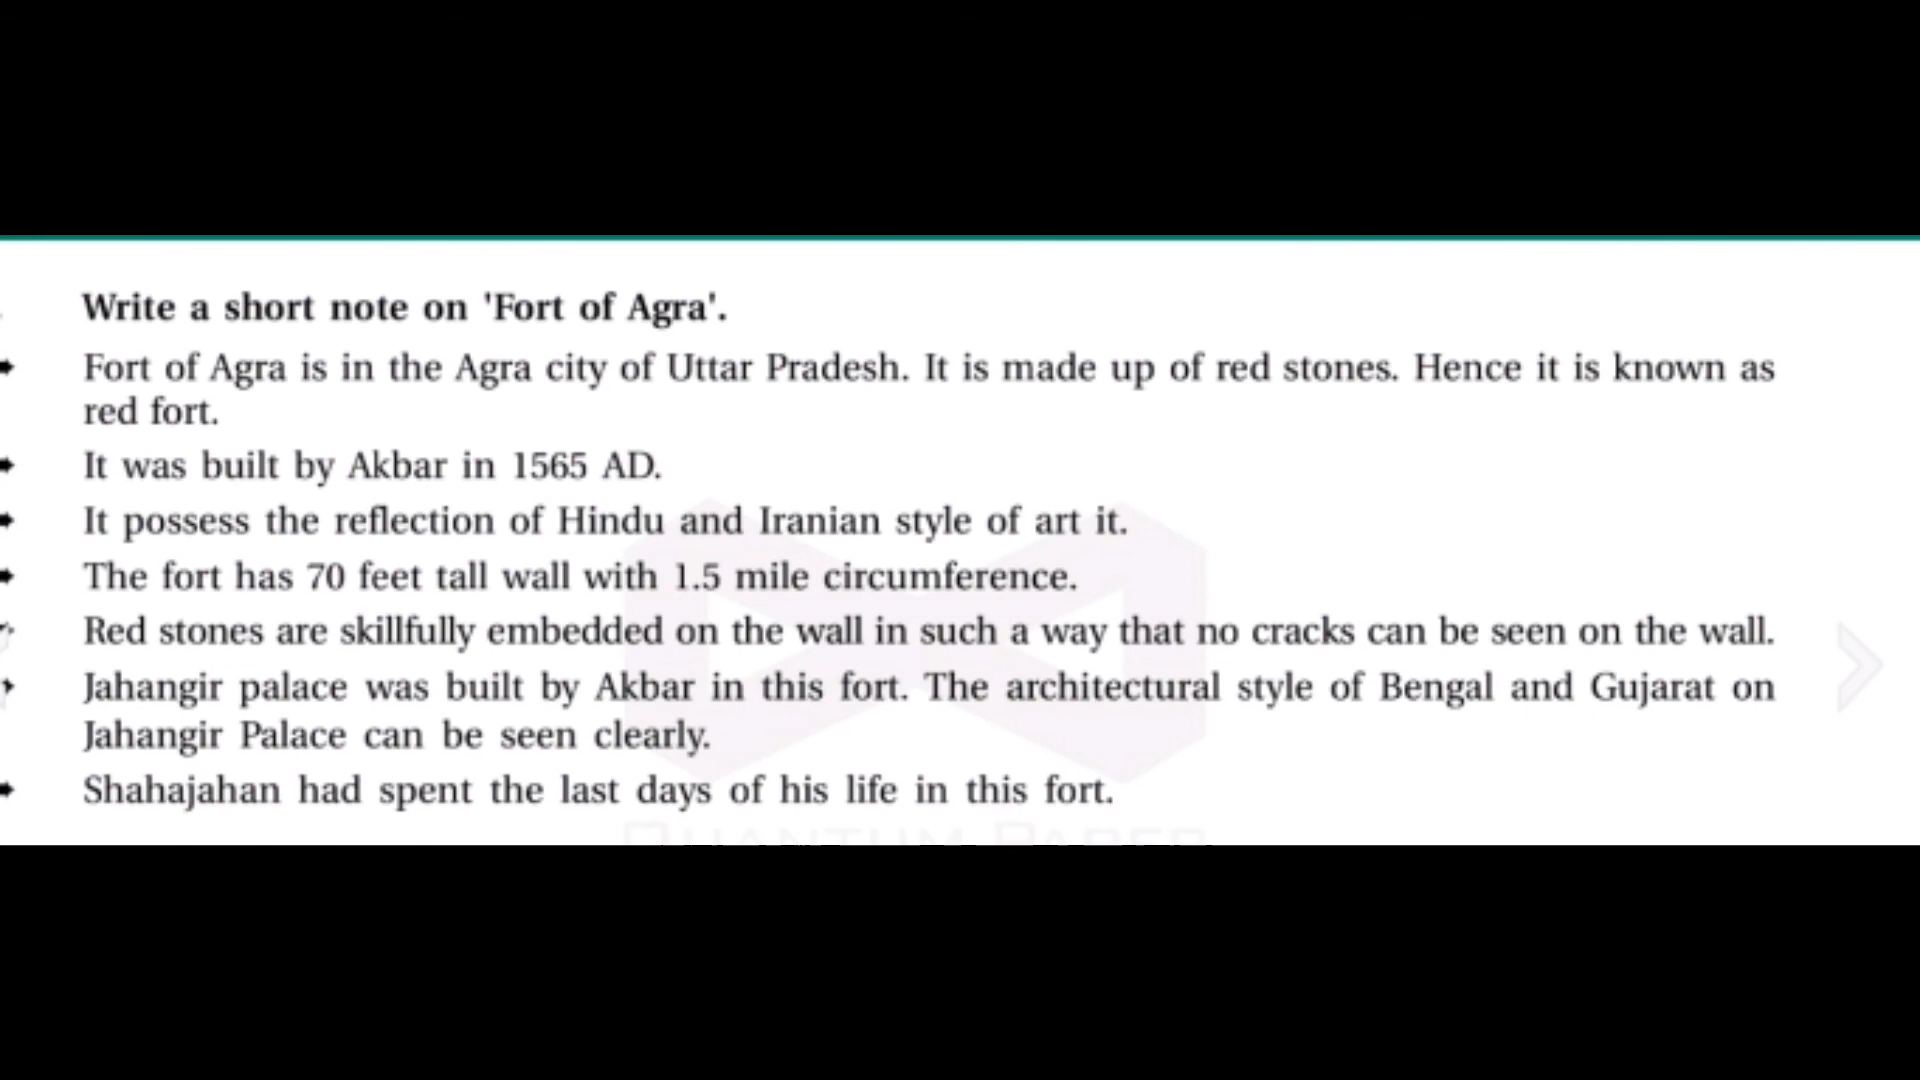 Write a short note on 'Fort of Agra'.
Fort of Agra is in the Agra city of Uttar Pradesh. It is made up of red stones. Hence it is known as
red fort.
It was built by Akbar in 1565 AD.
It possess the reflection of Hindu and Iranian style of art it.
The fort has 70 feet tall wall with 1.5 mile circumference.
Red stones are skillfully embedded on the wall in such a way that no cracks can be seen on the wall.
Jahangir palace was built by Akbar in this fort. The architectural style of Bengal and Gujarat on
Jahangir Palace can be seen clearly.
Shahajahan had spent the last days of his life in this fort.